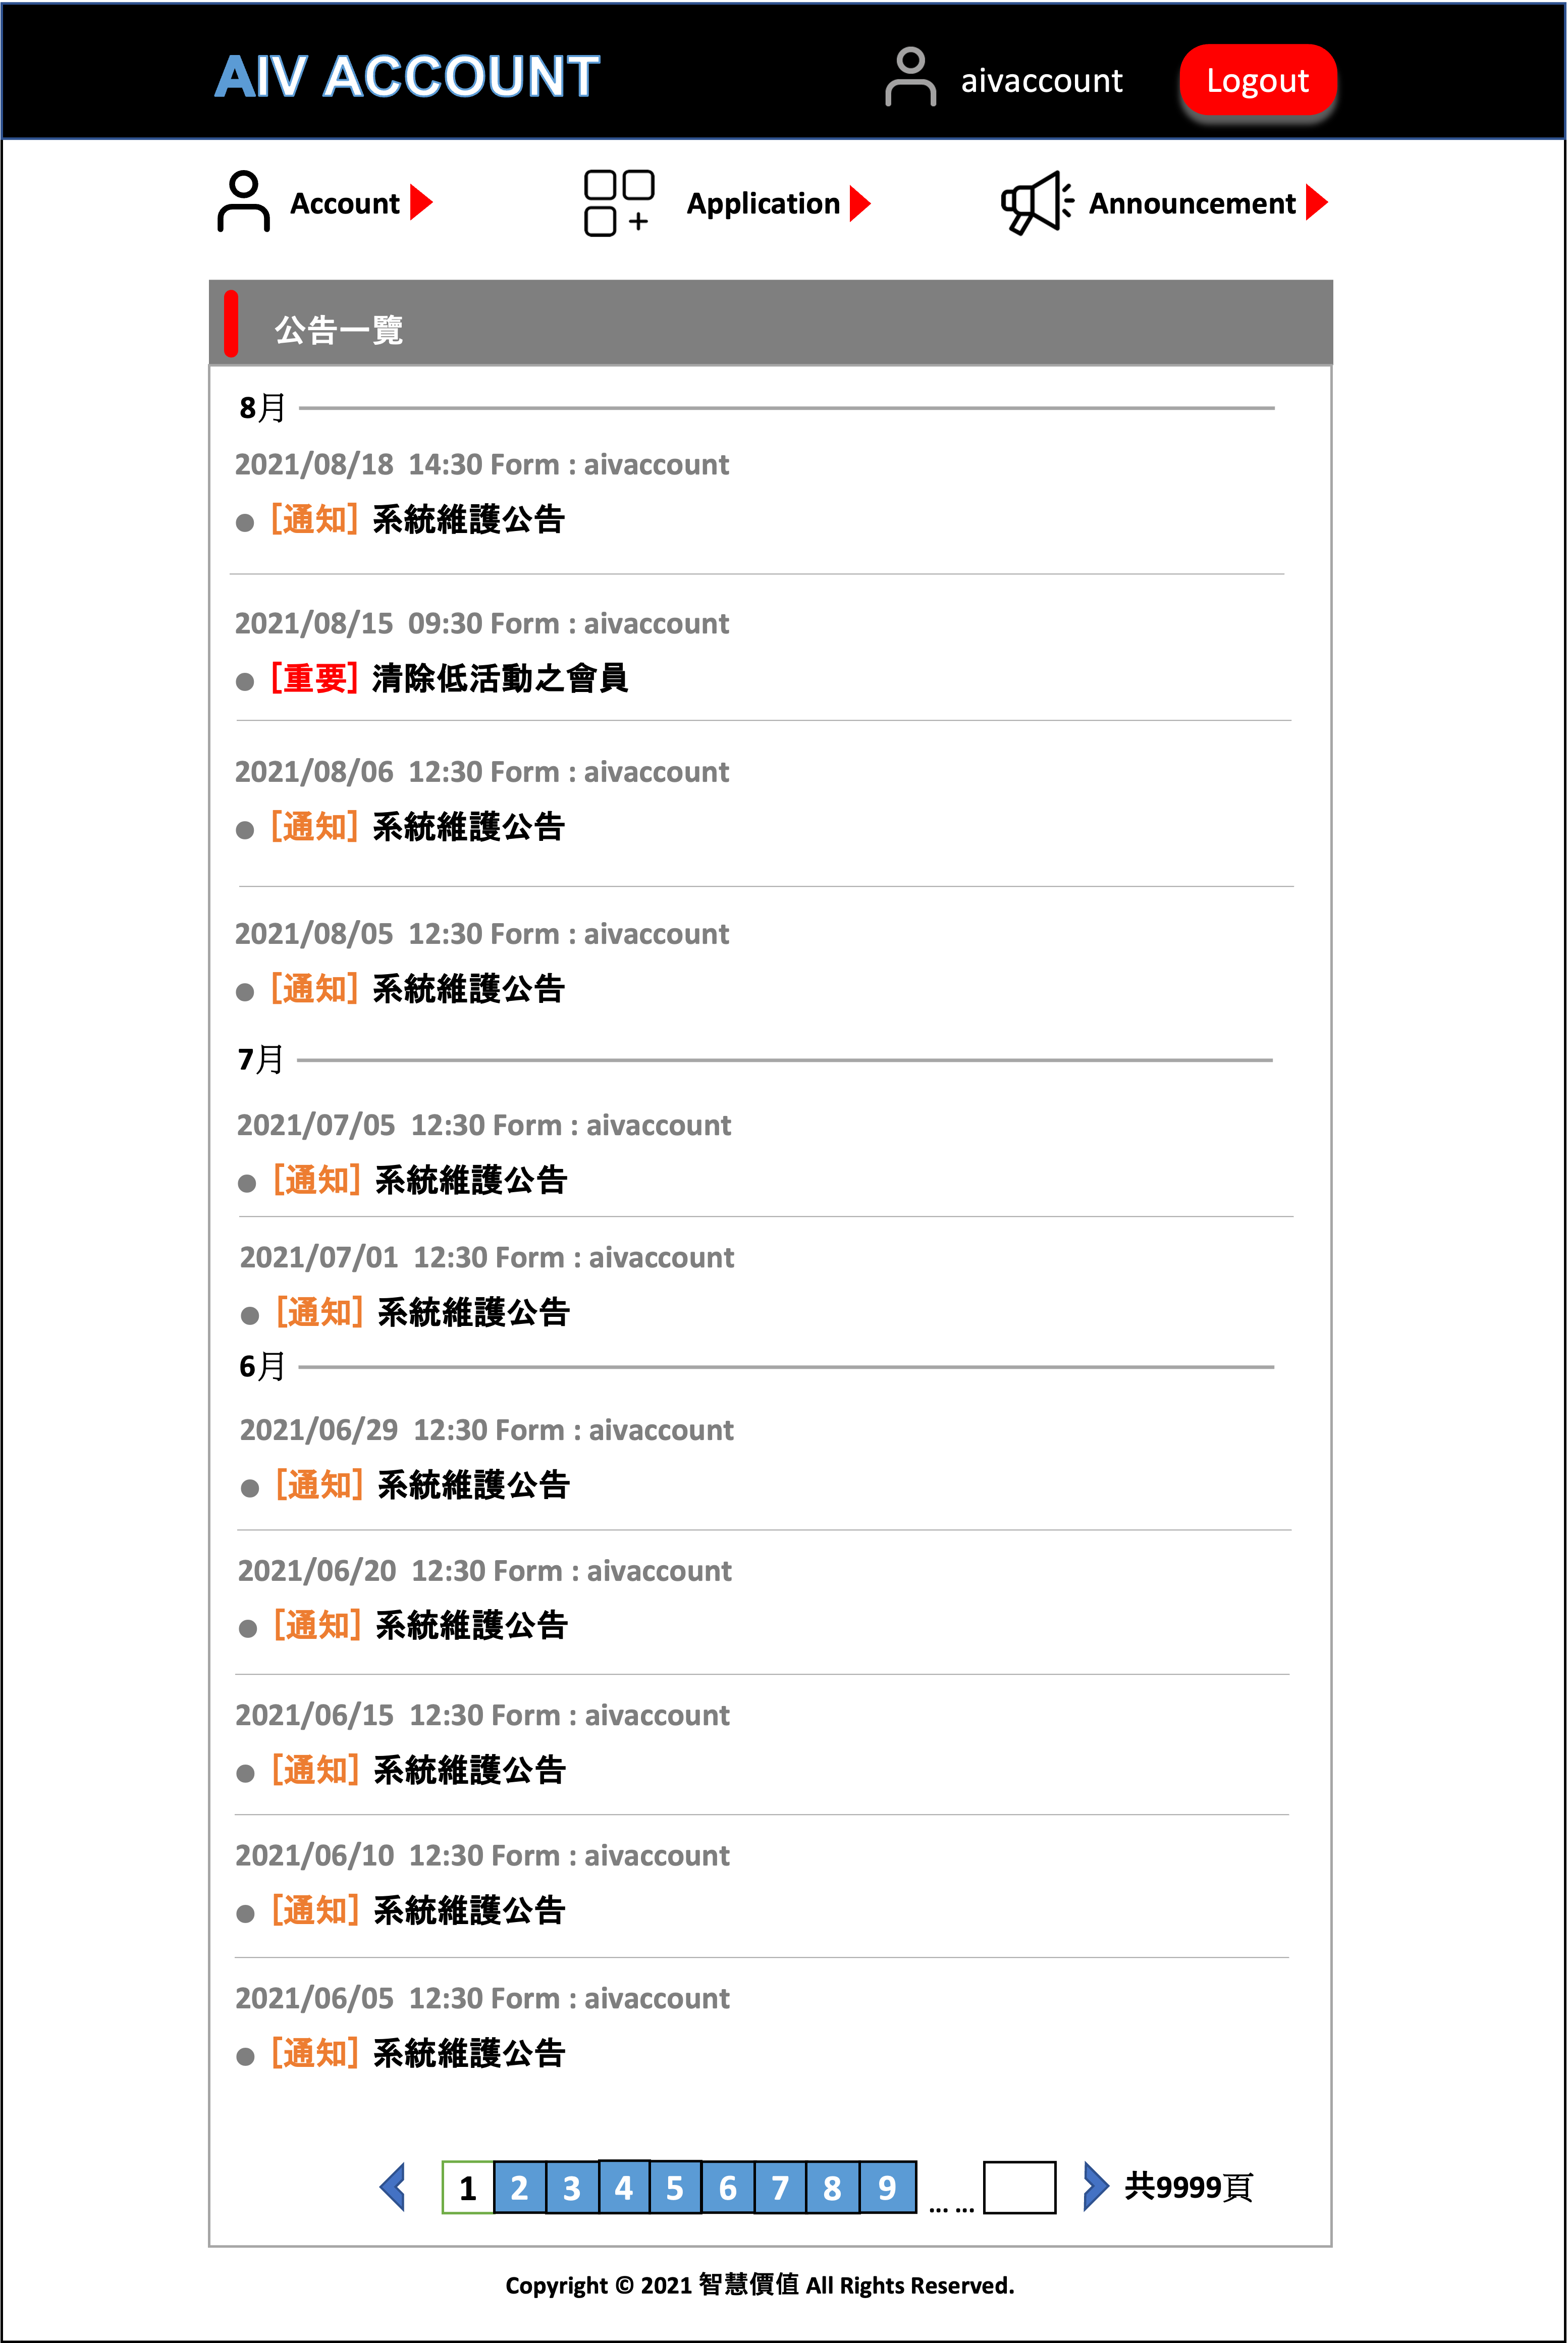 AIV ACCOUNT
aivaccount
Logout
Account
Application
Announcement
公告一覽
8月
2021/08/18 14:30 Form : aivaccount
[通知] 系統維護公告
2021/08/15 09:30 Form : aivaccount
[重要] 清除低活動之會員
2021/08/06 12:30 Form : aivaccount
[通知] 系統維護公告
2021/08/05 12:30 Form : aivaccount
[通知] 系統維護公告
7月
2021/07/05 12:30 Form : aivaccount
[通知] 系統維護公告
2021/07/01 12:30 Form : aivaccount
[通知] 系統維護公告
6月
2021/06/29 12:30 Form : aivaccount
[通知] 系統維護公告
2021/06/20 12:30 Form : aivaccount
[通知] 系統維護公告
2021/06/15 12:30 Form : aivaccount
[通知] 系統維護公告
2021/06/10 12:30 Form : aivaccount
[通知] 系統維護公告
2021/06/05 12:30 Form : aivaccount
[通知] 系統維護公告
1 2 3 4 5 6 7 8 9 ... ... 共9999頁
Copyright © 2021 智慧價值 All Rights Reserved.